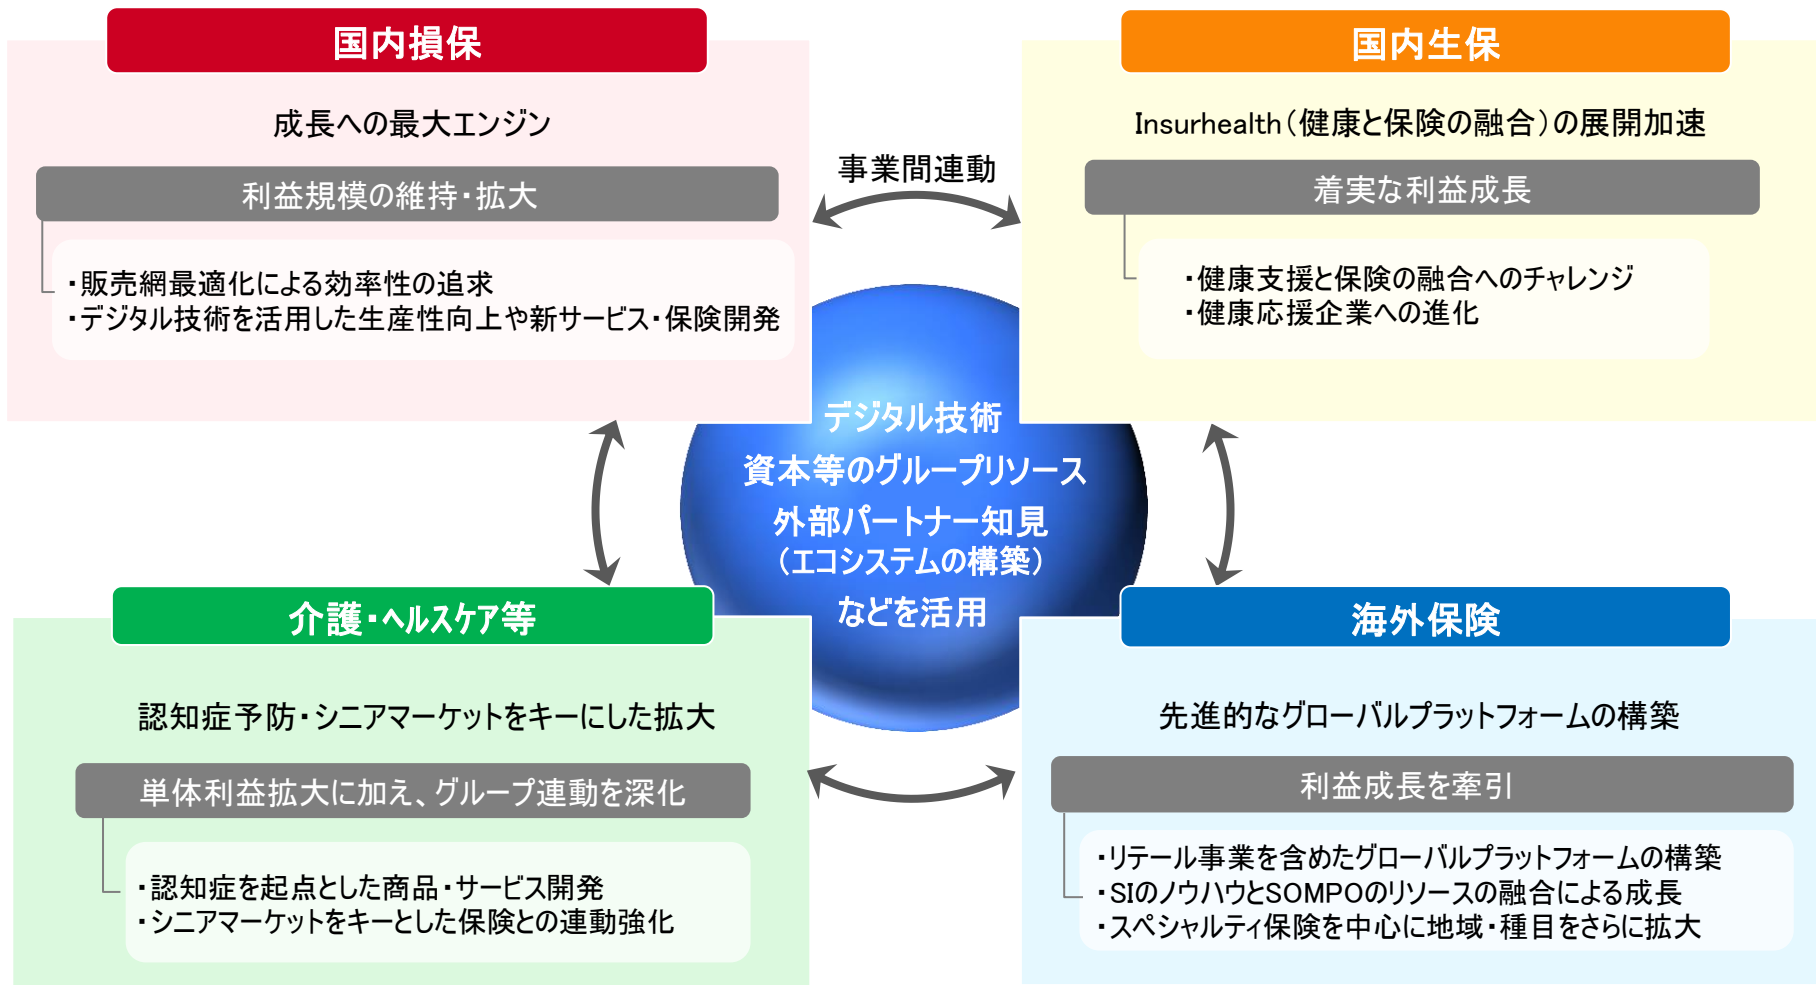 国内損保
成長への最大エンジン
利益規模の維持・拡大
・販売網最適化による効率性の追求
・デジタル技術を活用した生産性向上や新サービス・保険開発
事業間連動
国内生保
Insurhealth（健康と保険の融合）の展開加速
着実な利益成長
・健康支援と保険の融合へのチャレンジ
・健康応援企業への進化
デジタル技術
資本等のグループリソース
外部パートナー知見
（エコシステムの構築）
などを活用
介護・ヘルスケア等
認知症予防・シニアマーケットをキーにした拡大
単体利益拡大に加え、グループ連動を深化
・認知症を起点とした商品・サービス開発
・シニアマーケットをキーとした保険との連動強化
海外保険
先進的なグローバルプラットフォームの構築
利益成長を牽引
・リテール事業を含めたグローバルプラットフォームの構築
・SIのノウハウとSOMPOのリソースの融合による成長
・スペシャルティ保険を中心に地域・種目をさらに拡大